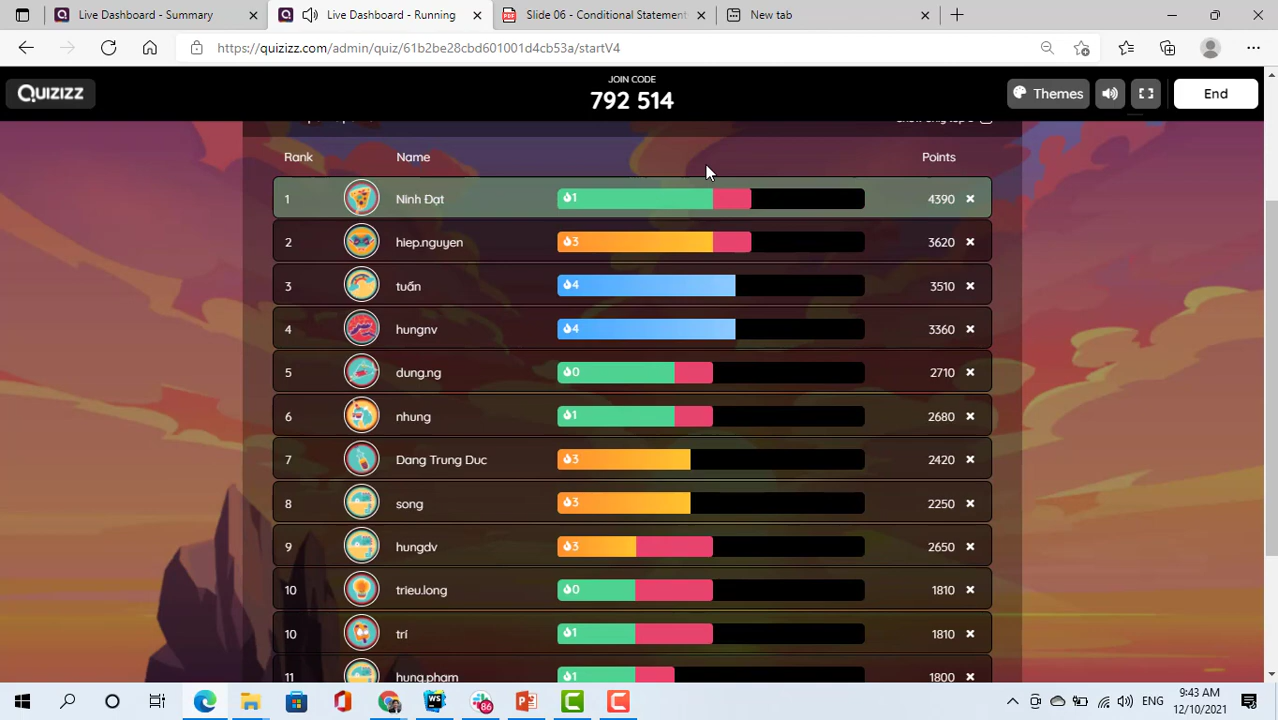 Live Dashboard - Summary
Live Dashboard - Running
Slide 06 - Conditional Statement
New tab
https://quizizz.com/admin/quiz/61b2be28cbd601001d4cb53a/startV4
QUIZIZZ
JOIN CODE
792 514
Themes
End
Rank Name Points
1 Ninh Đạt 1 4390
2 hiep.nguyen 3 3620
3 tuấn 4 3510
4 hungnv 4 3360
5 dung.ng 0 2710
6 nhung 1 2680
7 Dang Trung Duc 3 2420
8 song 3 2250
9 hungdv 3 2650
10 trieu.long 0 1810
10 trí 1 1810
11 hung.pham 1 1800
86
ENG
9:43 AM
12/10/2021